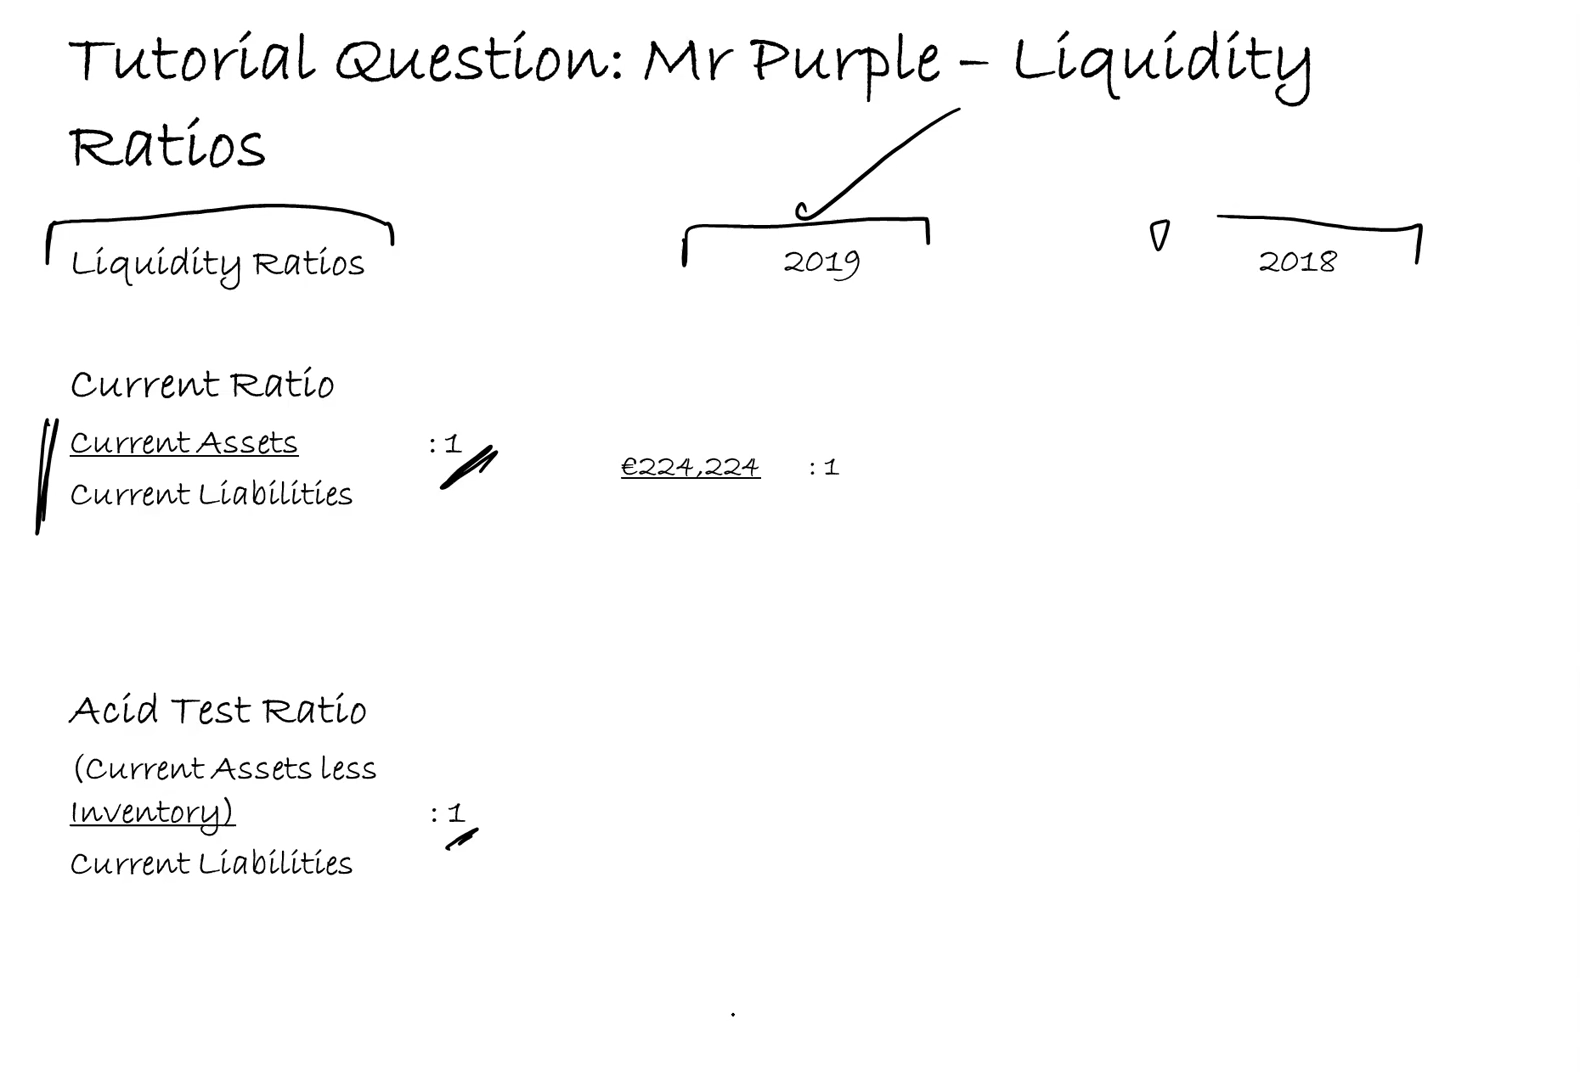 Tutorial Question: Mr Purple – Liquidity
Ratios
Liquidity Ratios 2019 2018
Current Ratio
Current Assets : 1
€224,224 : 1
Current Liabilities
Acid Test Ratio
(Current Assets less
Inventory) : 1
Current Liabilities